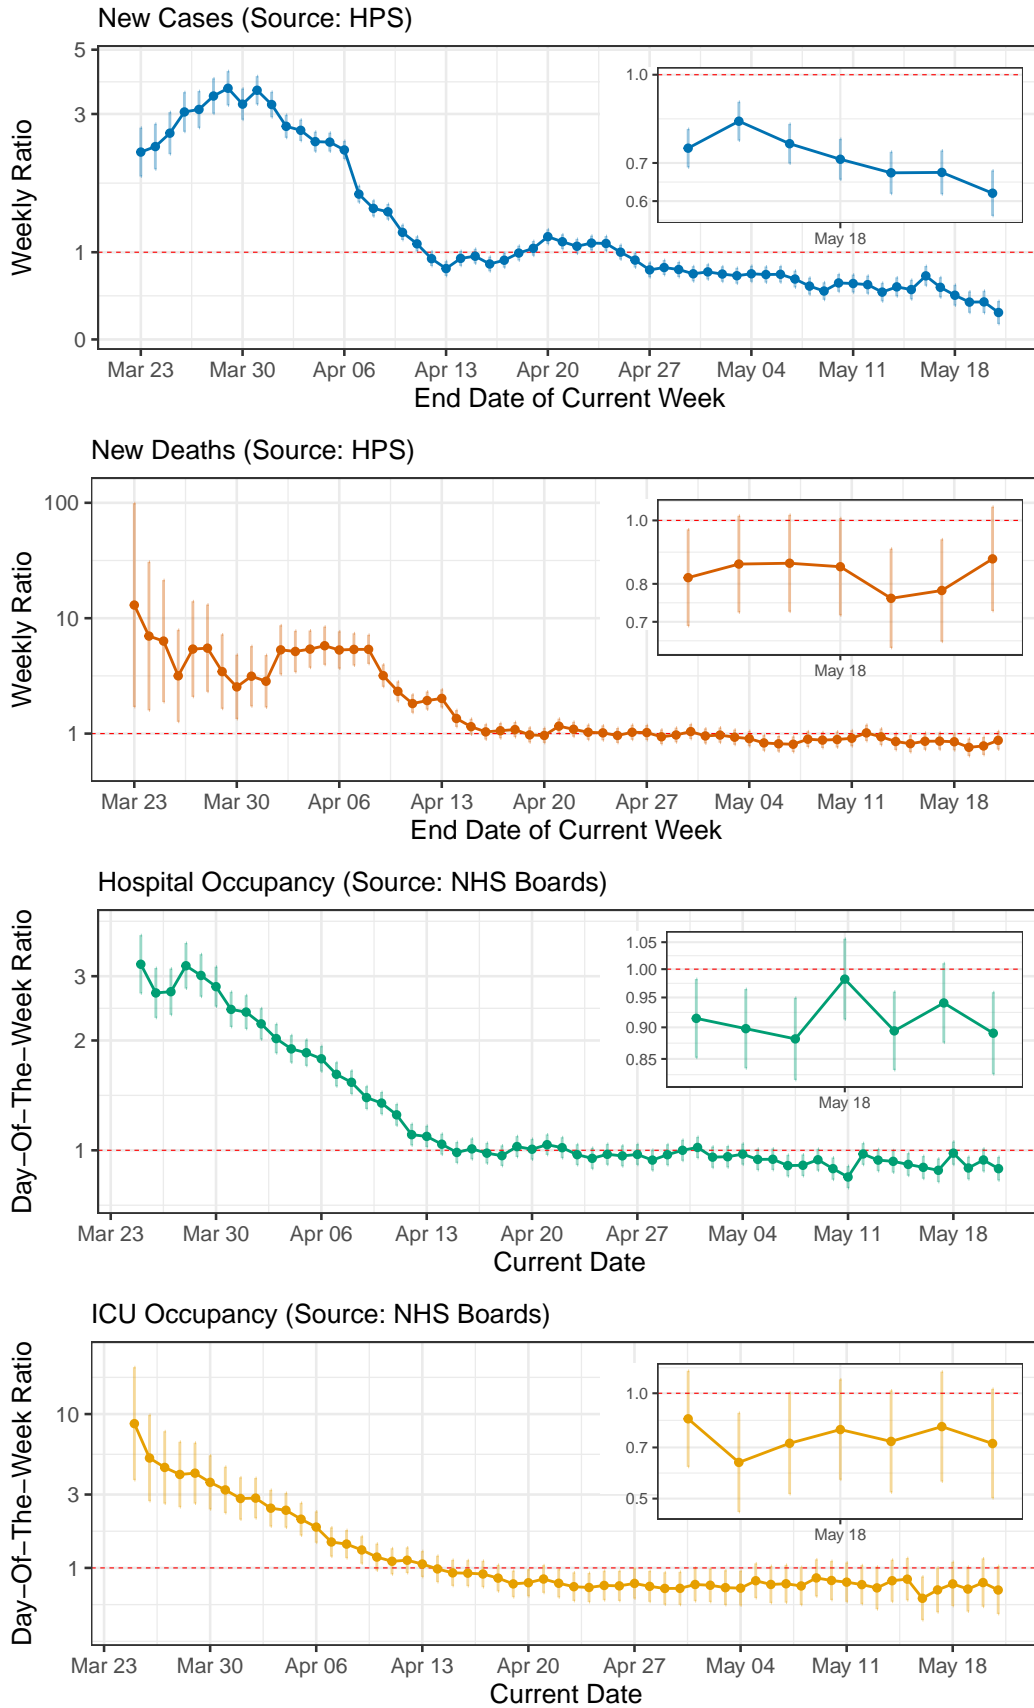 New Cases (Source: HPS)
Weekly Ratio
5
3
1
0
1.0
0.7
0.6
May 18
Mar 23 Mar 30 Apr 06 Apr 13 Apr 20 Apr 27 May 04 May 11 May 18
End Date of Current Week
New Deaths (Source: HPS)
Weekly Ratio
100
10
1
1.0
0.8
0.7
May 18
Mar 23 Mar 30 Apr 06 Apr 13 Apr 20 Apr 27 May 04 May 11 May 18
End Date of Current Week
Hospital Occupancy (Source: NHS Boards)
Day−Of−The−Week Ratio
3
2
1
1.05
1.00
0.95
0.90
0.85
May 18
Mar 23 Mar 30 Apr 06 Apr 13 Apr 20 Apr 27 May 04 May 11 May 18
Current Date
ICU Occupancy (Source: NHS Boards)
Day−Of−The−Week Ratio
10
3
1
1.0
0.7
0.5
May 18
Mar 23 Mar 30 Apr 06 Apr 13 Apr 20 Apr 27 May 04 May 11 May 18
Current Date